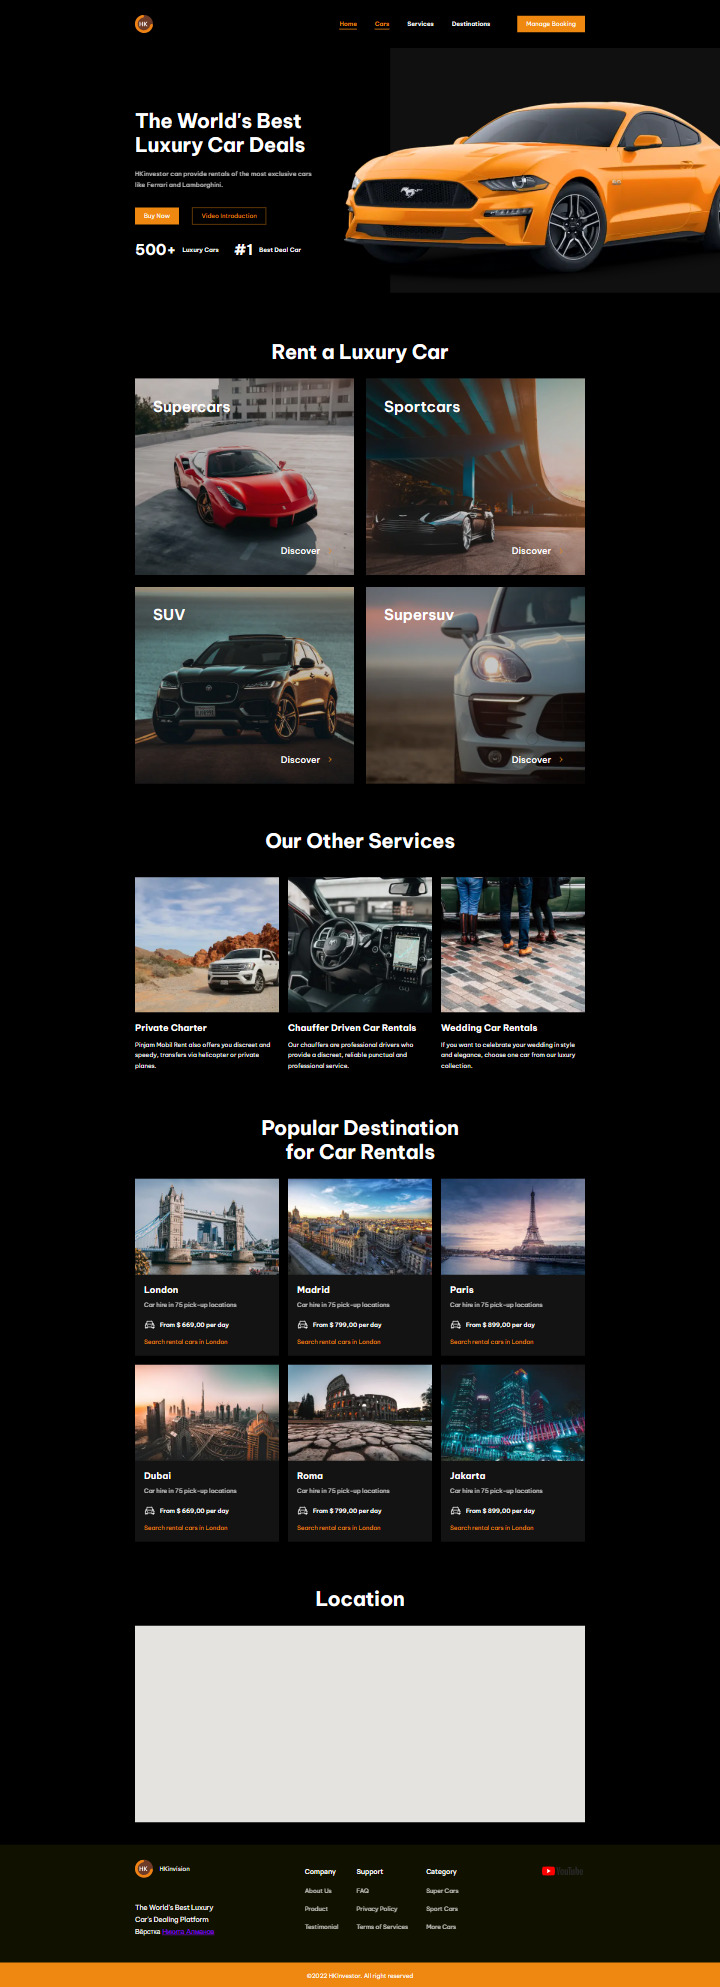 HK
Home Cars Services Destinations Manage Booking
The World's Best
Luxury Car Deals
HKinvestor can provide rentals of the most exclusive cars
like Ferrari and Lamborghini.
Buy Now Video Introduction
500+ Luxury Cars #1 Best Deal Car
Rent a Luxury Car
Supercars
Sportcars
Discover
Discover
SUV
Supersuv
Discover
Discover
Our Other Services
Private Charter
Pinjam Mobil Rent also offers you discreet and
speedy, transfers via helicopter or private
planes.
Chauffer Driven Car Rentals
Our chauffers are professional drivers who
provide a discreet, reliable punctual and
professional service.
Wedding Car Rentals
If you want to celebrate your wedding in style
and elegance, choose one car from our luxury
collection.
Popular Destination
for Car Rentals
London
Car hire in 75 pick-up locations
From $ 669,00 per day
Search rental cars in London
Madrid
Car hire in 75 pick-up locations
From $ 799,00 per day
Search rental cars in London
Paris
Car hire in 75 pick-up locations
From $ 899,00 per day
Search rental cars in London
Dubai
Car hire in 75 pick-up locations
From $ 669,00 per day
Search rental cars in London
Roma
Car hire in 75 pick-up locations
From $ 799,00 per day
Search rental cars in London
Jakarta
Car hire in 75 pick-up locations
From $ 899,00 per day
Search rental cars in London
Location
HK HKinvision
The World's Best Luxury
Car's Dealing Platform
Вёрстка
Company
About Us
Product
Testimonial
Support
FAQ
Privacy Policy
Terms of Services
Category
Super Cars
Sport Cars
More Cars
YouTube
©2022 HKinvestor. All right reserved